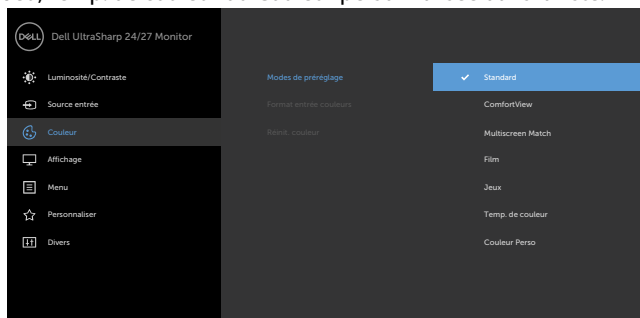 DELL
Dell UltraSharp 24/27 Monitor
Luminosité/Contraste
Modes de préréglage
Standard
Source entrée
Format entrée couleurs
ComfortView
Couleur
Réinit. couleur
Multiscreen Match
Affichage
Film
Menu
Jeux
Personnaliser
Temp. de couleur
Divers
Couleur Perso